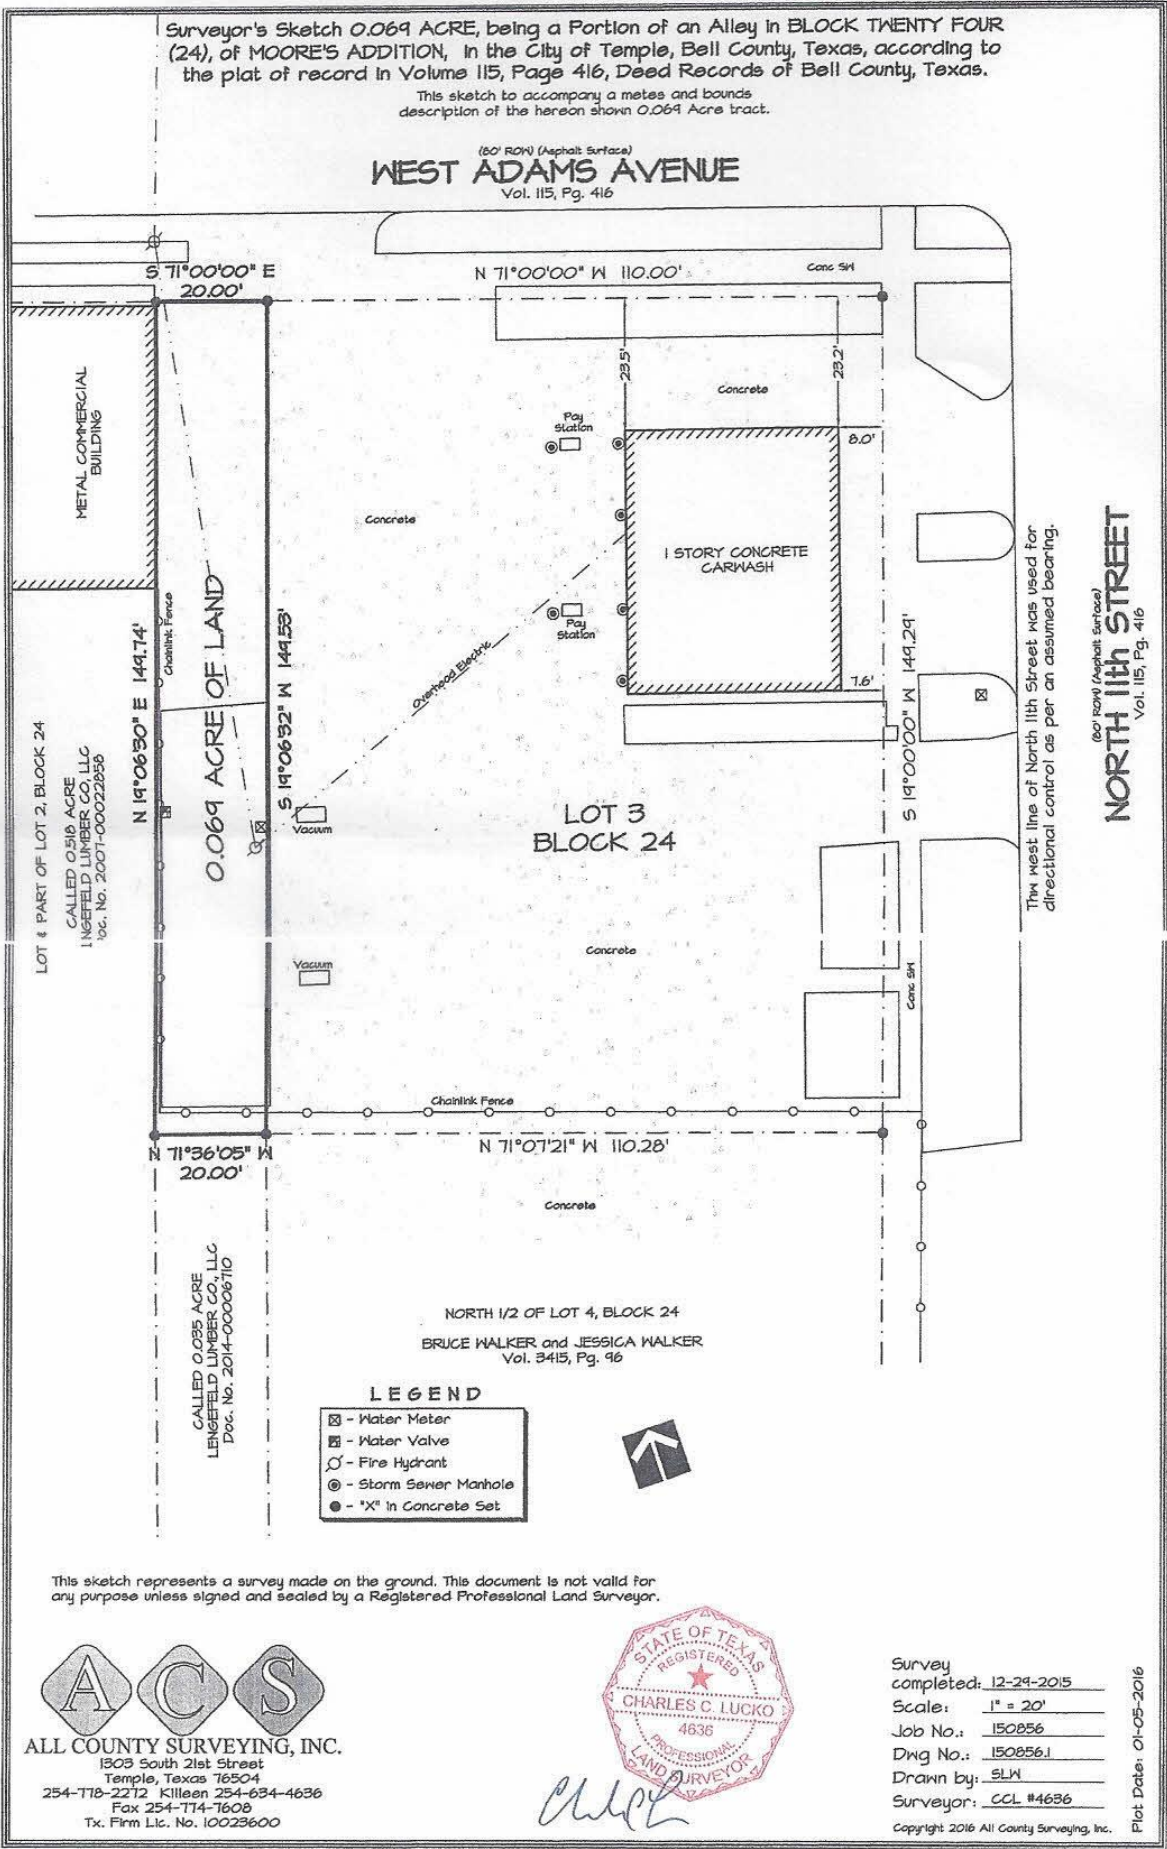 Surveyor's Sketch 0.069 ACRE, being a Portion of an Alley in BLOCK TWENTY FOUR
(24), of MOORE'S ADDITION, in the City of Temple, Bell County, Texas, according to
the plat of record in Volume 115, Page 416, Deed Records of Bell County, Texas.
This sketch to accompany a metes and bounds
description of the hereon shown 0.069 Acre tract.
(80' ROW) (Asphalt Surface)
WEST ADAMS AVENUE
Vol. 115, Pg. 416
S 71°00'00" E
20.00'
N 71°00'00" W 110.00'
Conc SW
METAL COMMERCIAL
BUILDING
23.5'
23.2'
Concrete
Pay
Station
8.0'
Concrete
1 STORY CONCRETE
CARWASH
Chainlink Fence
0.069 ACRE OF LAND
N 19°06'30" E 149.74'
S 19°06'32" W 149.53'
Pay
Station
Overhead Electric
7.6'
S 19°00'00" W 149.29'
Thw west line of North 11th Street was used for
directional control as per an assumed bearing.
(80' ROW) (Asphalt Surface)
NORTH 11th STREET
Vol. 115, Pg. 416
LOT & PART OF LOT 2, BLOCK 24
CALLED 0.518 ACRE
LNGEFELD LUMBER CO, LLC
Doc. No. 2007-00022858
Vacuum
LOT 3
BLOCK 24
Vacuum
Concrete
Conc SW
Chainlink Fence
N 71°36'05" W
20.00'
N 71°07'21" W 110.28'
Concrete
CALLED 0.035 ACRE
LENGEFELD LUMBER CO., LLC
Doc. No. 2014-00006710
NORTH 1/2 OF LOT 4, BLOCK 24
BRUCE WALKER and JESSICA WALKER
Vol. 3415, Pg. 96
LEGEND
- Water Meter
- Water Valve
- Fire Hydrant
- Storm Sewer Manhole
- "X" in Concrete Set
This sketch represents a survey made on the ground. This document is not valid for
any purpose unless signed and sealed by a Registered Professional Land Surveyor.
ACS
ALL COUNTY SURVEYING, INC.
1303 South 21st Street
Temple, Texas 76504
254-778-2272 Killeen 254-634-4636
Fax 254-774-7608
Tx. Firm Lic. No. 10023600
STATE OF TEXAS
REGISTERED
CHARLES C. LUCKO
4636
PROFESSIONAL
LAND SURVEYOR
Survey
completed: 12-29-2015
Scale: 1" = 20'
Job No.: 150856
Dwg No.: 150856.1
Drawn by: SLW
Surveyor: CCL #4636
Copyright 2016 All County Surveying, Inc.
Plot Date: 01-05-2016